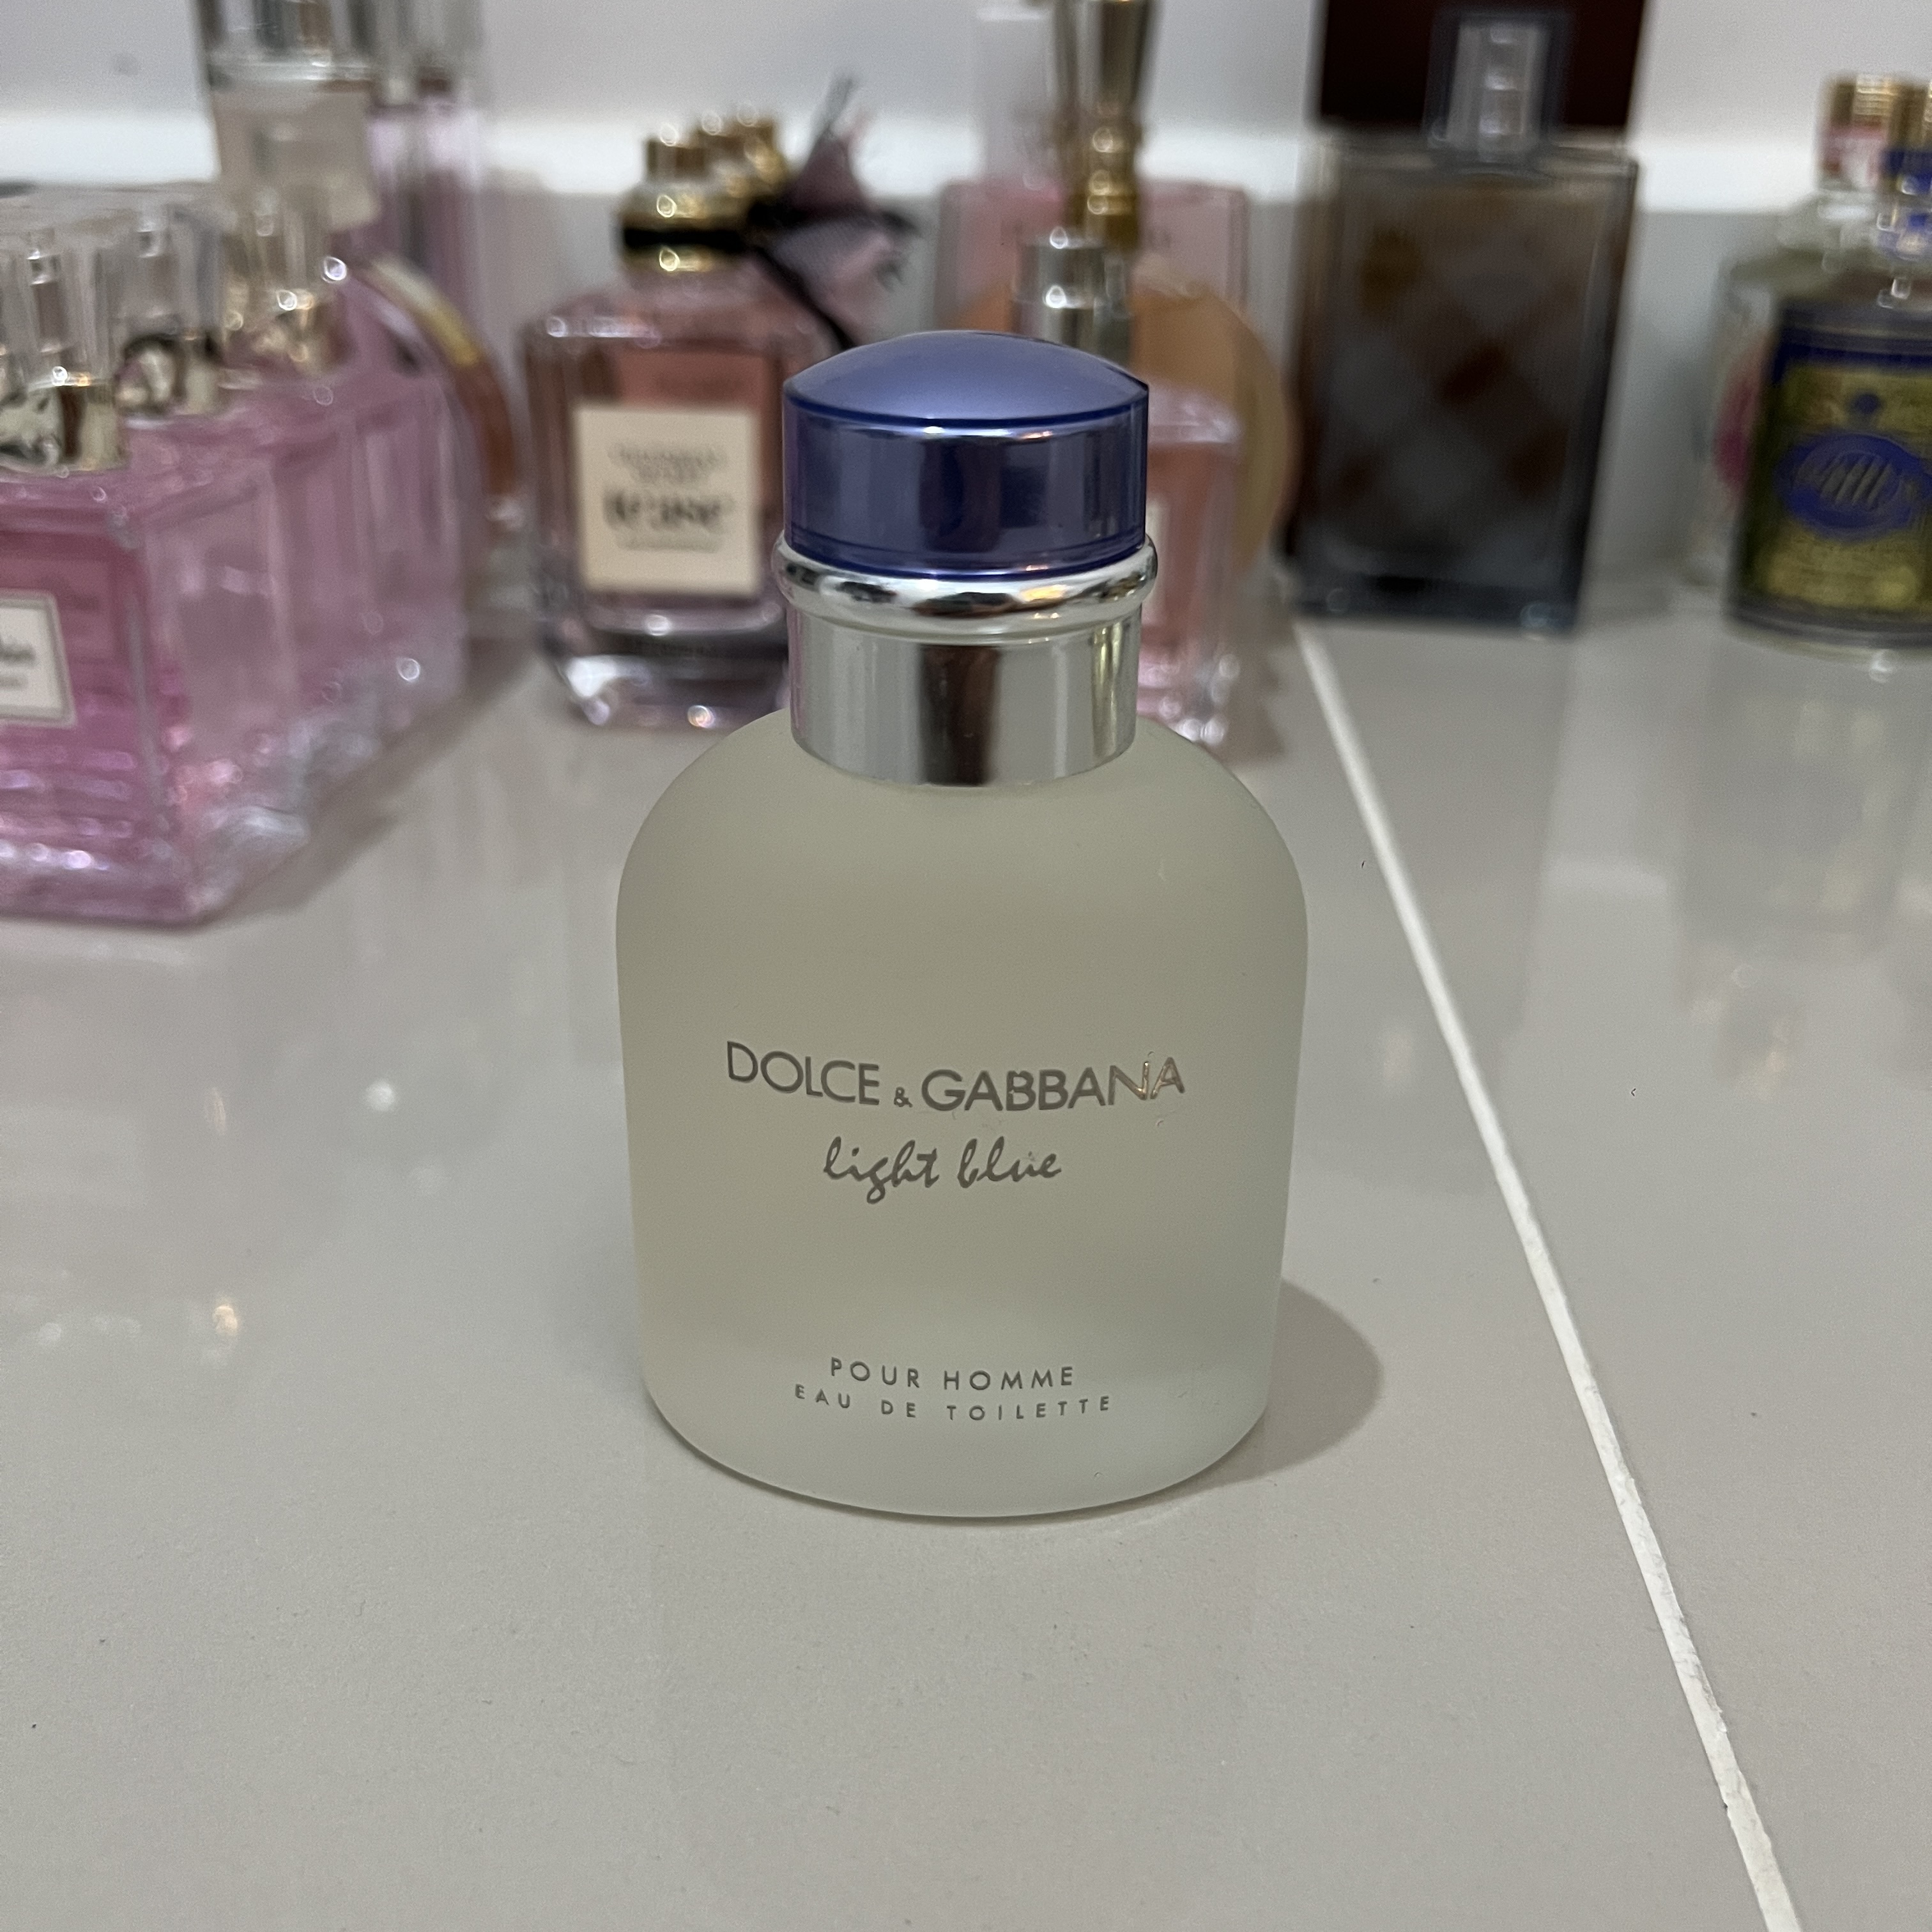 DOLCE & GABBANA
light blue
POUR HOMME
EAU DE TOILETTE